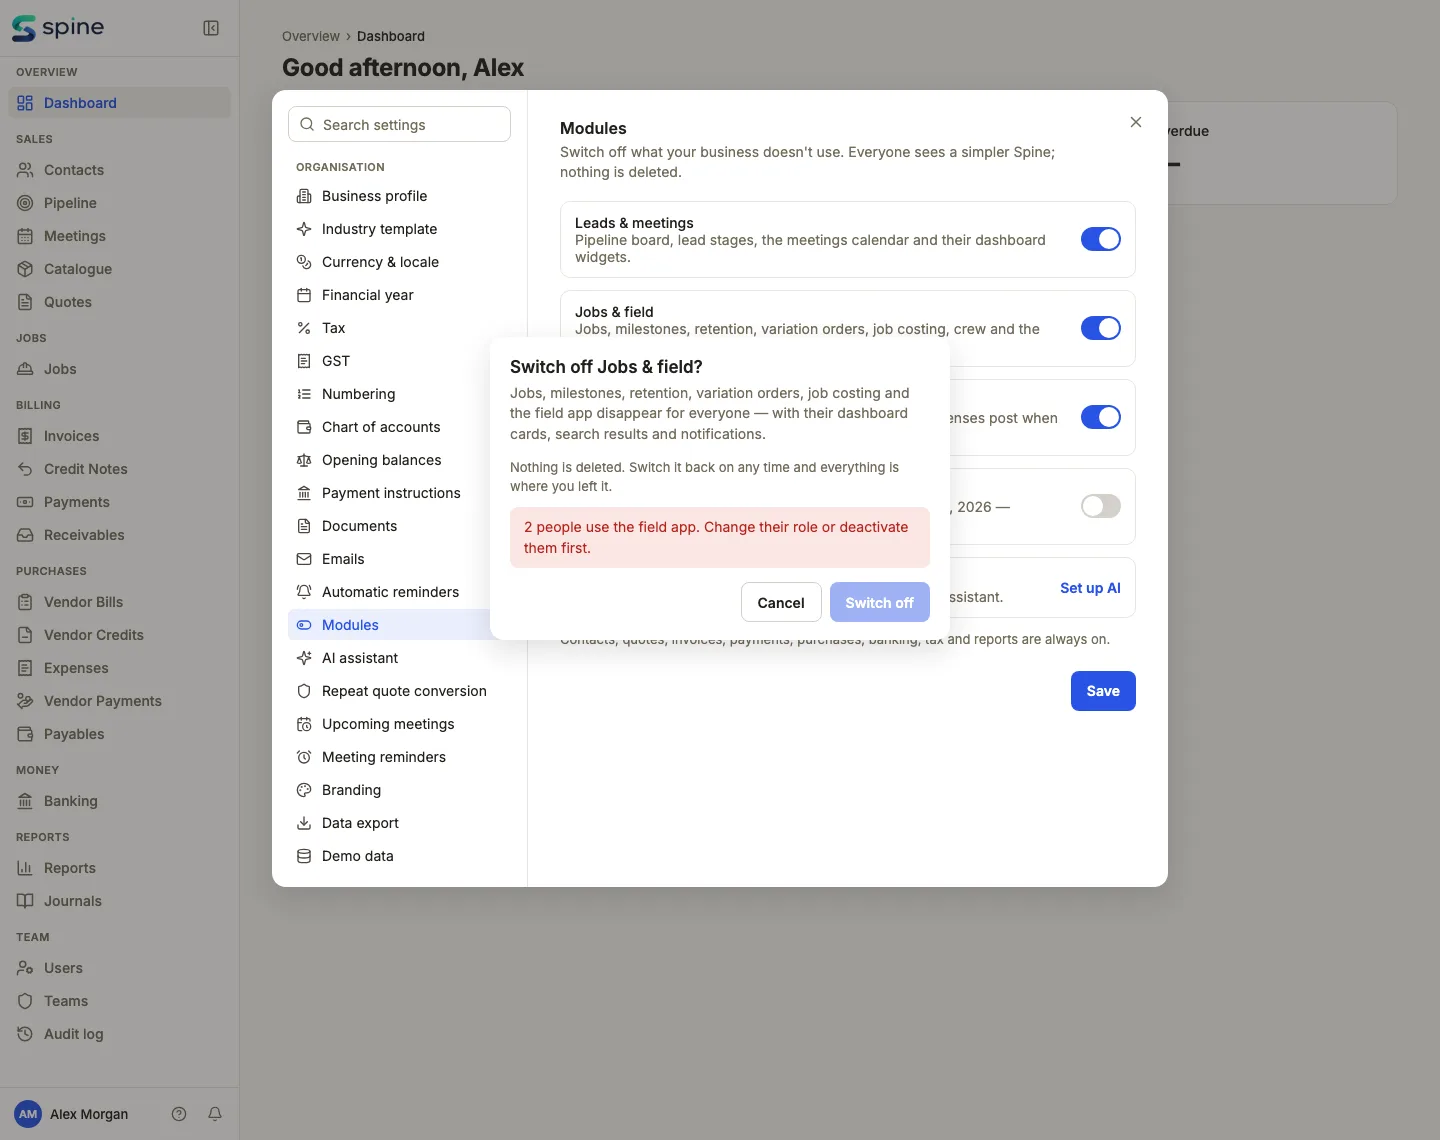 spine
OVERVIEW
Dashboard
SALES
Contacts
Pipeline
Meetings
Catalogue
Quotes
JOBS
Jobs
BILLING
Invoices
Credit Notes
Payments
Receivables
PURCHASES
Vendor Bills
Vendor Credits
Expenses
Vendor Payments
Payables
MONEY
Banking
REPORTS
Reports
Journals
TEAM
Users
Teams
Audit log
AM Alex Morgan
Overview › Dashboard
Good afternoon, Alex
Search settings
ORGANISATION
Business profile
Industry template
Currency & locale
Financial year
Tax
GST
Numbering
Chart of accounts
Opening balances
Payment instructions
Documents
Emails
Automatic reminders
Modules
AI assistant
Repeat quote conversion
Upcoming meetings
Meeting reminders
Branding
Data export
Demo data
Modules
Switch off what your business doesn't use. Everyone sees a simpler Spine;
nothing is deleted.
Leads & meetings
Pipeline board, lead stages, the meetings calendar and their dashboard
widgets.
Jobs & field
Jobs, milestones, retention, variation orders, job costing, crew and the
Switch off Jobs & field?
Jobs, milestones, retention, variation orders, job costing and
the field app disappear for everyone — with their dashboard
cards, search results and notifications.
Nothing is deleted. Switch it back on any time and everything is
where you left it.
2 people use the field app. Change their role or deactivate
them first.
Cancel
Switch off
post when
, 2026 —
Set up AI
Contacts, quotes, invoices, payments, purchases, banking, tax and reports are always on.
Save